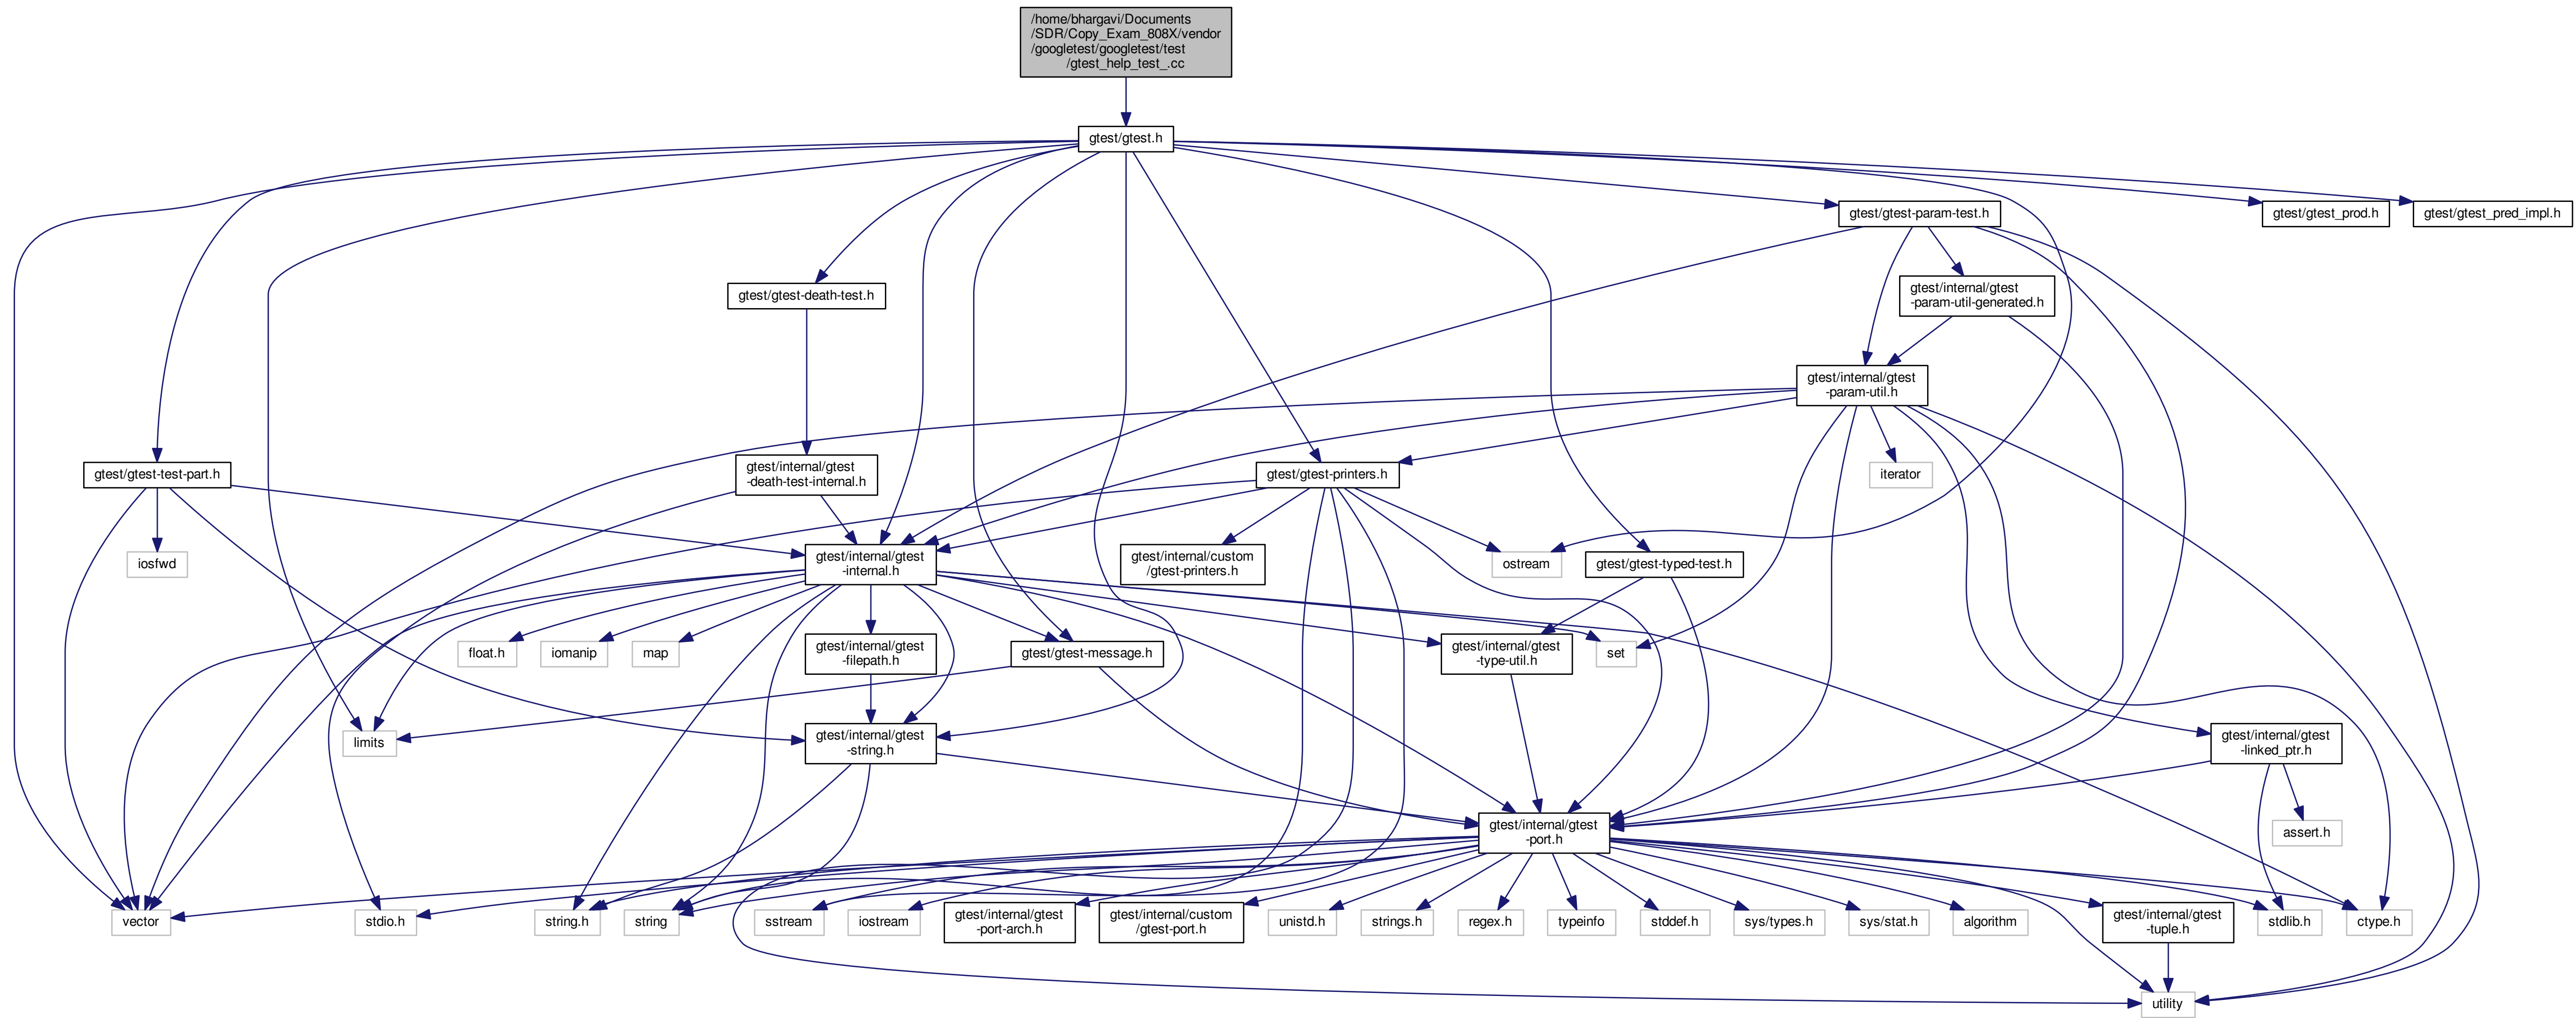 /home/bhargavi/Documents
/SDR/Copy_Exam_808X/vendor
/googletest/googletest/test
/gtest_help_test_.cc
gtest/gtest.h
gtest/gtest-param-test.h
gtest/gtest_prod.h
gtest/gtest_pred_impl.h
gtest/gtest-death-test.h
gtest/internal/gtest
-param-util-generated.h
gtest/internal/gtest
-param-util.h
gtest/gtest-test-part.h
gtest/internal/gtest
-death-test-internal.h
gtest/gtest-printers.h
iterator
iosfwd
gtest/internal/gtest
-internal.h
gtest/internal/custom
/gtest-printers.h
ostream
gtest/gtest-typed-test.h
float.h
iomanip
map
gtest/internal/gtest
-filepath.h
gtest/gtest-message.h
gtest/internal/gtest
-type-util.h
set
limits
gtest/internal/gtest
-string.h
gtest/internal/gtest
-linked_ptr.h
gtest/internal/gtest
-port.h
assert.h
vector
stdio.h
string.h
string
sstream
iostream
gtest/internal/gtest
-port-arch.h
gtest/internal/custom
/gtest-port.h
unistd.h
strings.h
regex.h
typeinfo
stddef.h
sys/types.h
sys/stat.h
algorithm
gtest/internal/gtest
-tuple.h
stdlib.h
ctype.h
utility